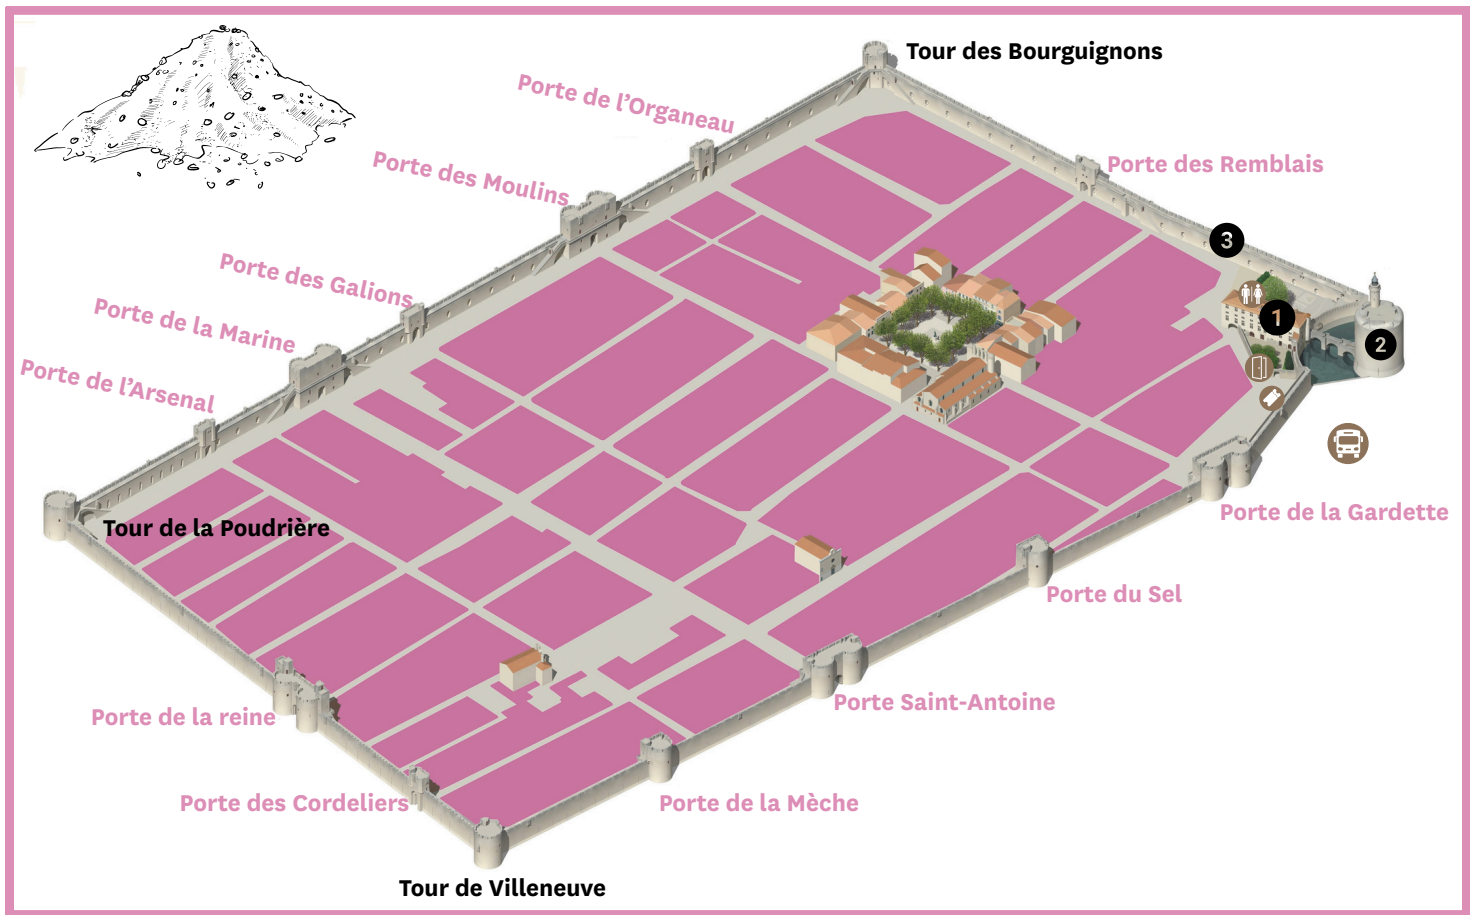 Tour des Bourguignons
Porte de l’Organeau
Porte des Remblais
Porte des Moulins
3
Porte des Galions
1
Porte de la Marine
2
Porte de l’Arsenal
Porte de la Gardette
Tour de la Poudrière
Porte du Sel
Porte Saint-Antoine
Porte de la reine
Porte des Cordeliers
Porte de la Mèche
Tour de Villeneuve